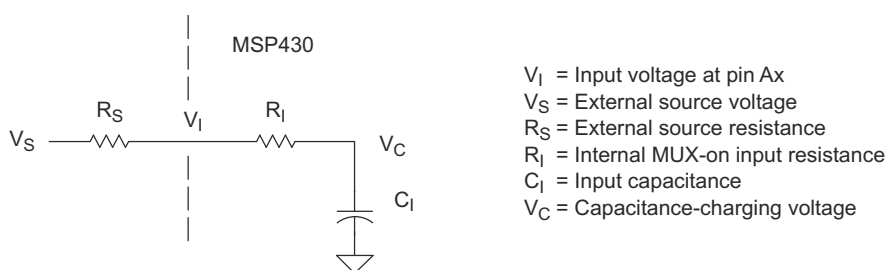 MSP430
R_S
V_I
R_I
V_S
V_C
C_I
V_I = Input voltage at pin Ax
V_S = External source voltage
R_S = External source resistance
R_I = Internal MUX-on input resistance
C_I = Input capacitance
V_C = Capacitance-charging voltage